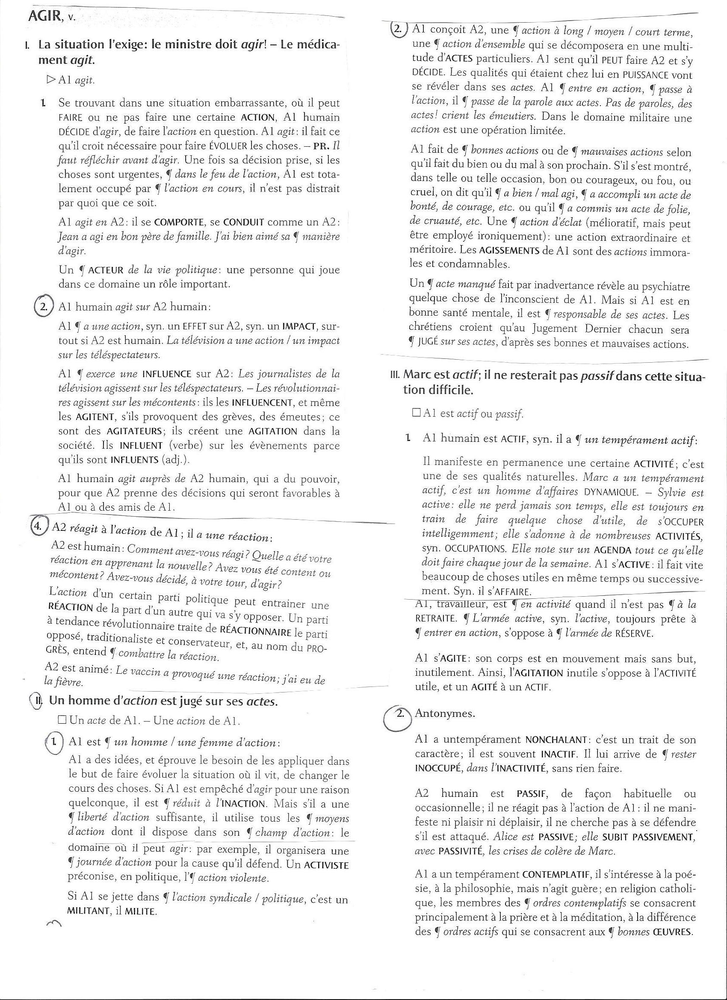 AGIR, v.
I. La situation l'exige: le ministre doit agir! – Le médica-
ment agit.
▷ A1 agit.
1. Se trouvant dans une situation embarrassante, où il peut
FAIRE ou ne pas faire une certaine ACTION, A1 humain
DÉCIDE d'agir, de faire l'action en question. A1 agit: il fait ce
qu'il croit nécessaire pour faire ÉVOLUER les choses. – PR. Il
faut réfléchir avant d'agir. Une fois sa décision prise, si les
choses sont urgentes, ¶ dans le feu de l'action, A1 est tota-
lement occupé par ¶ l'action en cours, il n'est pas distrait
par quoi que ce soit.
A1 agit en A2: il se COMPORTE, se CONDUIT comme un A2:
Jean a agi en bon père de famille. J'ai bien aimé sa ¶ manière
d'agir.
Un ¶ ACTEUR de la vie politique: une personne qui joue
dans ce domaine un rôle important.
2. A1 humain agit sur A2 humain:
A1 ¶ a une action, syn. un EFFET sur A2, syn. un IMPACT, sur-
tout si A2 est humain. La télévision a une action / un impact
sur les téléspectateurs.
A1 ¶ exerce une INFLUENCE sur A2: Les journalistes de la
télévision agissent sur les téléspectateurs. – Les révolutionnai-
res agissent sur les mécontents: ils les INFLUENCENT, et même
les AGITENT, s'ils provoquent des grèves, des émeutes; ce
sont des AGITATEURS; ils créent une AGITATION dans la
société. Ils INFLUENT (verbe) sur les évènements parce
qu'ils sont INFLUENTS (adj.).
A1 humain agit auprès de A2 humain, qui a du pouvoir,
pour que A2 prenne des décisions qui seront favorables à
A1 ou à des amis de A1.
4. A2 réagit à l'action de A1; il a une réaction:
A2 est humain: Comment avez-vous réagi? Quelle a été votre
réaction en apprenant la nouvelle? Avez vous été content ou
mécontent? Avez-vous décidé, à votre tour, d'agir?
L'action d'un certain parti politique peut entrainer une
RÉACTION de la part d'un autre qui va s'y opposer. Un parti
à tendance révolutionnaire traite de RÉACTIONNAIRE le parti
opposé, traditionaliste et conservateur, et, au nom du PRO-
GRÈS, entend ¶ combattre la réaction.
A2 est animé: Le vaccin a provoqué une réaction; j'ai eu de
la fièvre.
II. Un homme d'action est jugé sur ses actes.
□ Un acte de A1. – Une action de A1.
1. A1 est ¶ un homme / une femme d'action:
A1 a des idées, et éprouve le besoin de les appliquer dans
le but de faire évoluer la situation où il vit, de changer le
cours des choses. Si A1 est empêché d'agir pour une raison
quelconque, il est ¶ réduit à l'INACTION. Mais s'il a une
¶ liberté d'action suffisante, il utilise tous les ¶ moyens
d'action dont il dispose dans son ¶ champ d'action: le
domaine où il peut agir: par exemple, il organisera une
¶ journée d'action pour la cause qu'il défend. Un ACTIVISTE
préconise, en politique, l'¶ action violente.
Si A1 se jette dans ¶ l'action syndicale / politique, c'est un
MILITANT, il MILITE.
2. A1 conçoit A2, une ¶ action à long / moyen / court terme,
une ¶ action d'ensemble qui se décomposera en une multi-
tude d'ACTES particuliers. A1 sent qu'il PEUT faire A2 et s'y
DÉCIDE. Les qualités qui étaient chez lui en PUISSANCE vont
se révéler dans ses actes. A1 ¶ entre en action, ¶ passe à
l'action, il ¶ passe de la parole aux actes. Pas de paroles, des
actes! crient les émeutiers. Dans le domaine militaire une
action est une opération limitée.
A1 fait de ¶ bonnes actions ou de ¶ mauvaises actions selon
qu'il fait du bien ou du mal à son prochain. S'il s'est montré,
dans telle ou telle occasion, bon ou courageux, ou fou, ou
cruel, on dit qu'il ¶ a bien / mal agi, ¶ a accompli un acte de
bonté, de courage, etc. ou qu'il ¶ a commis un acte de folie,
de cruauté, etc. Une ¶ action d'éclat (mélioratif, mais peut
être employé ironiquement): une action extraordinaire et
méritoire. Les AGISSEMENTS de A1 sont des actions immora-
les et condamnables.
Un ¶ acte manqué fait par inadvertance révèle au psychiatre
quelque chose de l'inconscient de A1. Mais si A1 est en
bonne santé mentale, il est ¶ responsable de ses actes. Les
chrétiens croient qu'au Jugement Dernier chacun sera
¶ JUGÉ sur ses actes, d'après ses bonnes et mauvaises actions.
III. Marc est actif; il ne resterait pas passif dans cette situa-
tion difficile.
□ A1 est actif ou passif.
1. A1 humain est ACTIF, syn. il a ¶ un tempérament actif:
Il manifeste en permanence une certaine ACTIVITÉ; c'est
une de ses qualités naturelles. Marc a un tempérament
actif, c'est un homme d'affaires DYNAMIQUE. – Sylvie est
active: elle ne perd jamais son temps, elle est toujours en
train de faire quelque chose d'utile, de s'OCCUPER
intelligemment; elle s'adonne à de nombreuses ACTIVITÉS,
syn. OCCUPATIONS. Elle note sur un AGENDA tout ce qu'elle
doit faire chaque jour de la semaine. A1 s'ACTIVE: il fait vite
beaucoup de choses utiles en même temps ou successive-
ment. Syn. il s'AFFAIRE.
A1, travailleur, est ¶ en activité quand il n'est pas ¶ à la
RETRAITE. ¶ L'armée active, syn. l'active, toujours prête à
¶ entrer en action, s'oppose à ¶ l'armée de RÉSERVE.
A1 s'AGITE: son corps est en mouvement mais sans but,
inutilement. Ainsi, l'AGITATION inutile s'oppose à l'ACTIVITÉ
utile, et un AGITÉ à un ACTIF.
2. Antonymes.
A1 a untempérament NONCHALANT: c'est un trait de son
caractère; il est souvent INACTIF. Il lui arrive de ¶ rester
INOCCUPÉ, dans l'INACTIVITÉ, sans rien faire.
A2 humain est PASSIF, de façon habituelle ou
occasionnelle; il ne réagit pas à l'action de A1: il ne mani-
feste ni plaisir ni déplaisir, il ne cherche pas à se défendre
s'il est attaqué. Alice est PASSIVE; elle SUBIT PASSIVEMENT,
avec PASSIVITÉ, les crises de colère de Marc.
A1 a un tempérament CONTEMPLATIF, il s'intéresse à la poé-
sie, à la philosophie, mais n'agit guère; en religion catholi-
que, les membres des ¶ ordres contemplatifs se consacrent
principalement à la prière et à la méditation, à la différence
des ¶ ordres actifs qui se consacrent aux ¶ bonnes ŒUVRES.